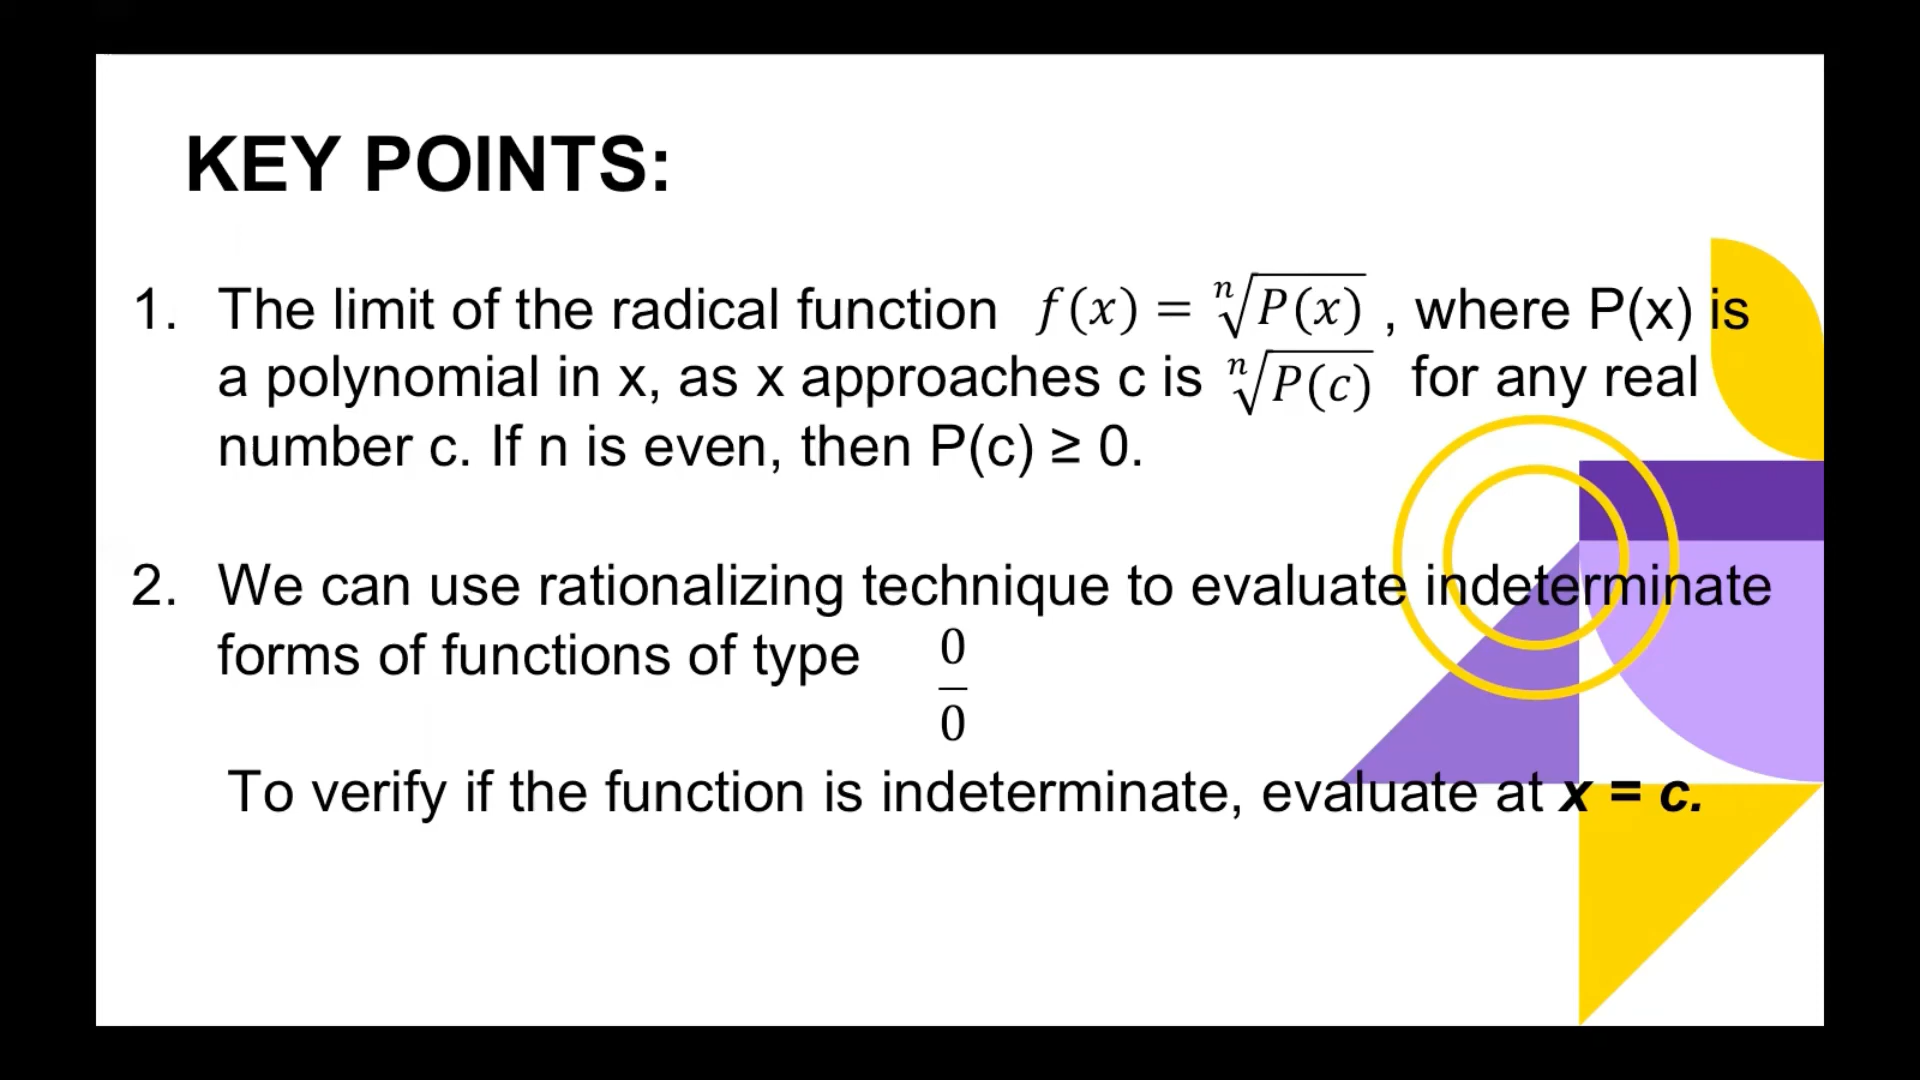 KEY POINTS:
1. The limit of the radical function 𝑓(𝑥) = ⁿ√𝑃(𝑥) , where P(x) is
a polynomial in x, as x approaches c is ⁿ√𝑃(𝑐) for any real
number c. If n is even, then P(c) ≥ 0.
2. We can use rationalizing technique to evaluate indeterminate
forms of functions of type 0/0
To verify if the function is indeterminate, evaluate at x = c.